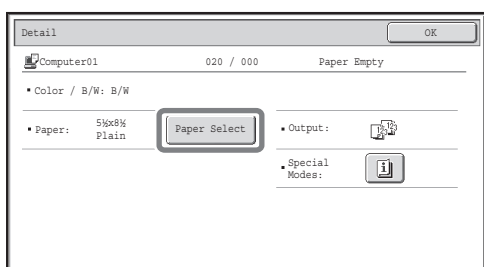 Detail OK
Computer01 020 / 000 Paper Empty
Color / B/W: B/W
Paper: 5½x8½ Plain Paper Select Output:
Special Modes: